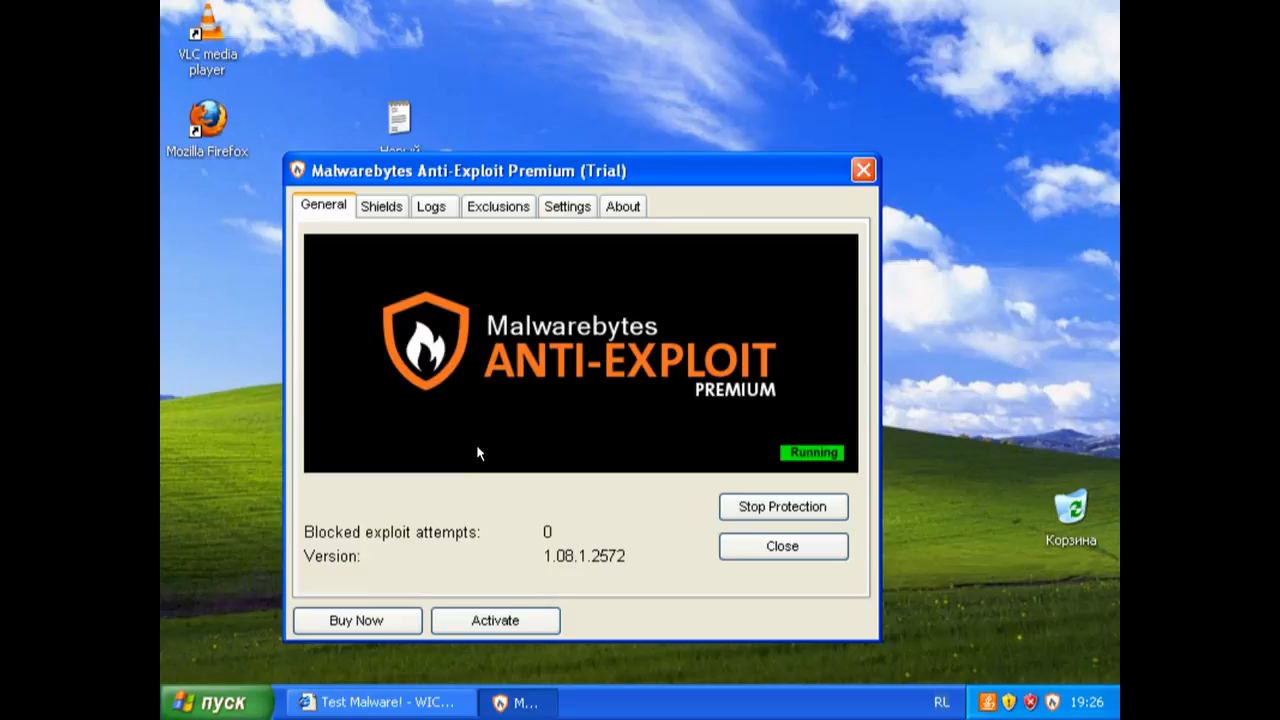 VLC media
player
Mozilla Firefox
Новый
Malwarebytes Anti-Exploit Premium (Trial)
General
Shields
Logs
Exclusions
Settings
About
Malwarebytes
ANTI-EXPLOIT
PREMIUM
Running
Stop Protection
Blocked exploit attempts: 0
Close
Version: 1.08.1.2572
Buy Now
Activate
Корзина
пуск
Test Malware! - WIC...
M...
RL
19:26